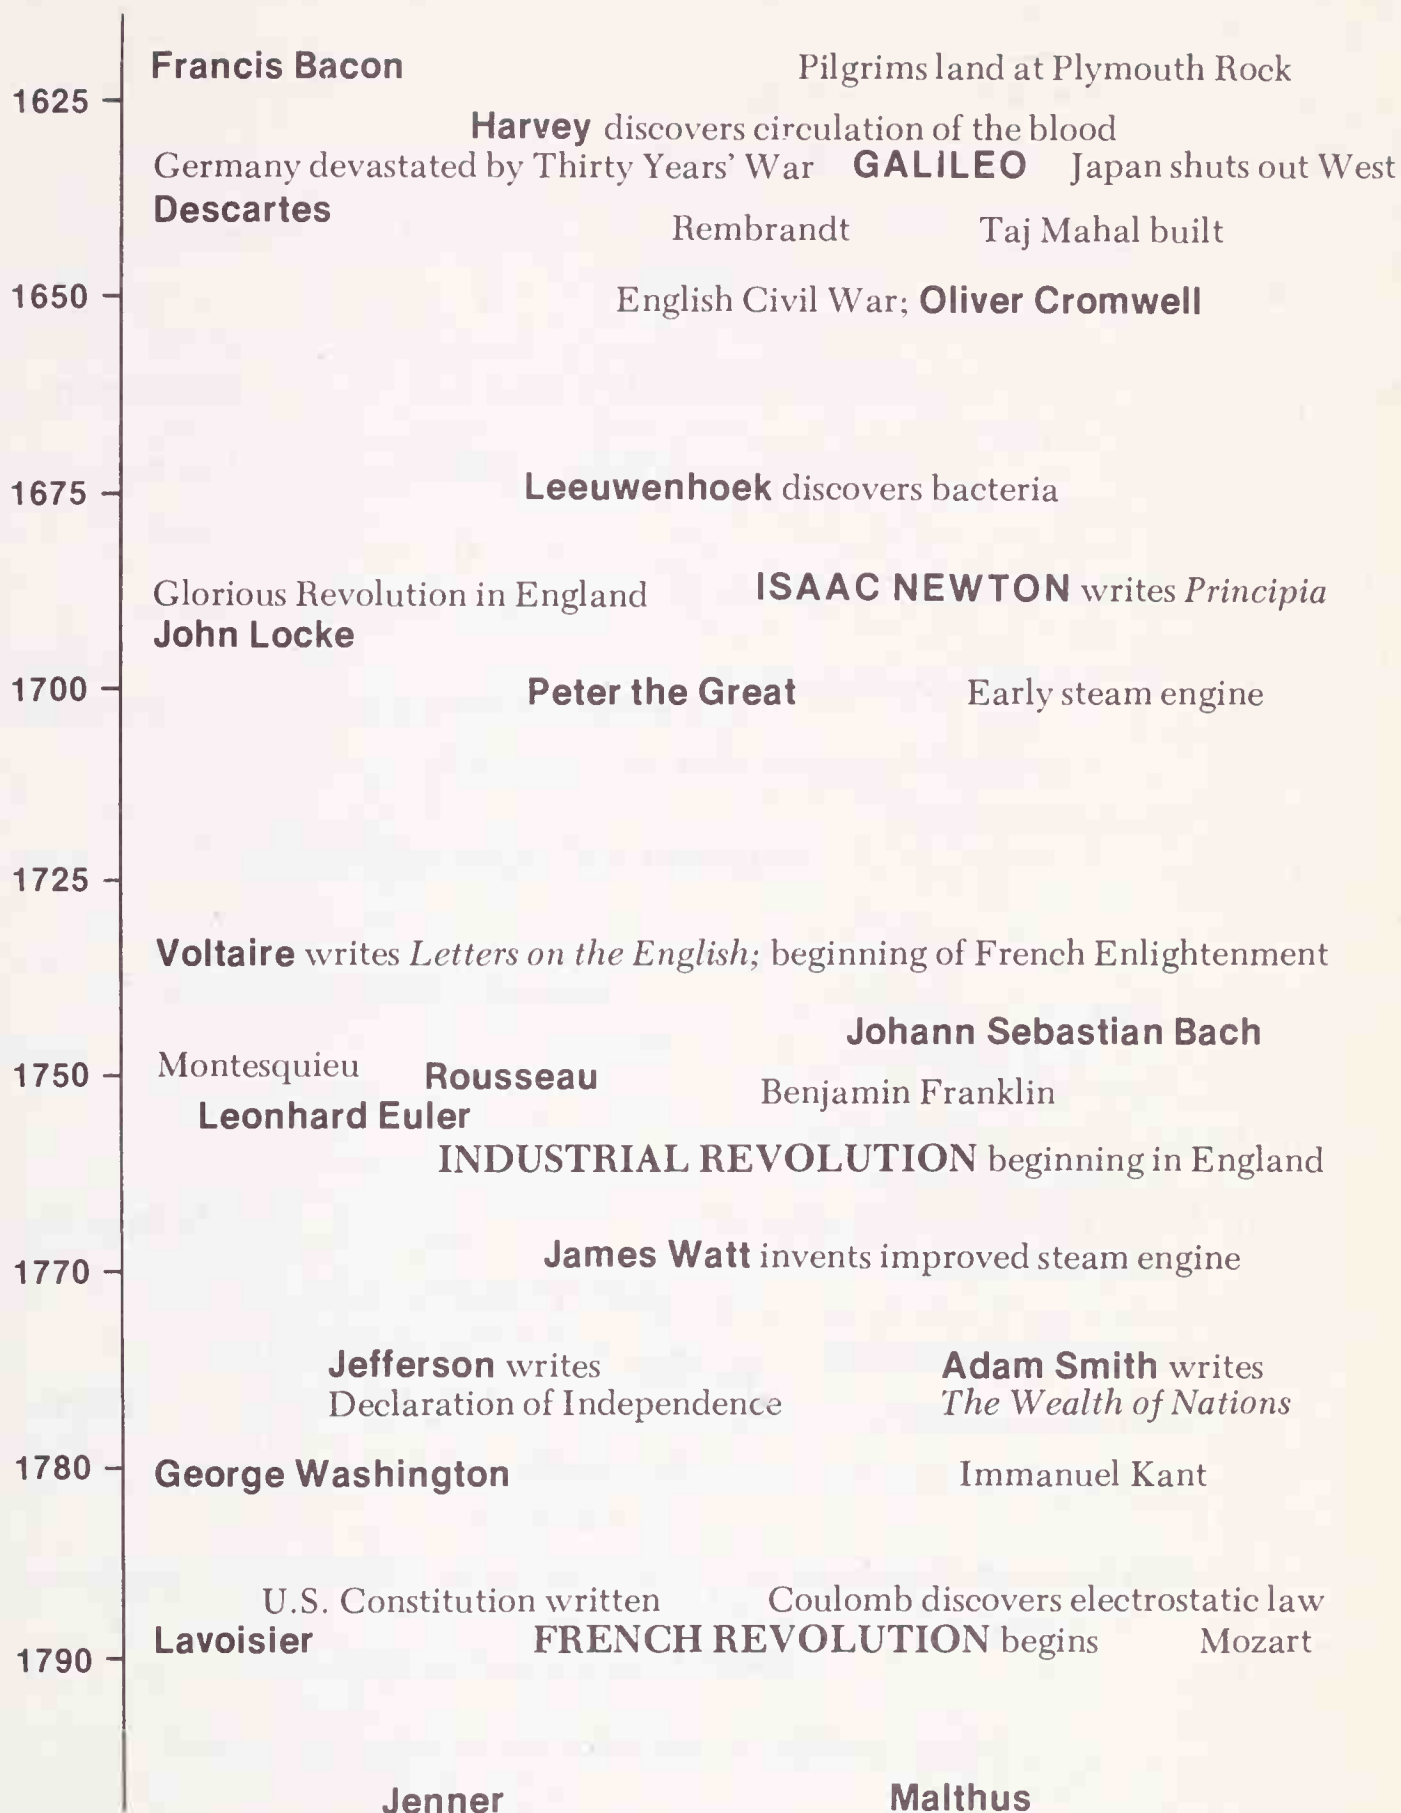 Francis Bacon Pilgrims land at Plymouth Rock
1625
Harvey discovers circulation of the blood
Germany devastated by Thirty Years' War GALILEO Japan shuts out West
Descartes
Rembrandt Taj Mahal built
1650 English Civil War; Oliver Cromwell
1675 Leeuwenhoek discovers bacteria
Glorious Revolution in England ISAAC NEWTON writes Principia
John Locke
1700 Peter the Great Early steam engine
1725
Voltaire writes Letters on the English; beginning of French Enlightenment
Johann Sebastian Bach
1750 Montesquieu Rousseau
Benjamin Franklin
Leonhard Euler
INDUSTRIAL REVOLUTION beginning in England
James Watt invents improved steam engine
1770
Jefferson writes Adam Smith writes
Declaration of Independence The Wealth of Nations
1780 George Washington Immanuel Kant
U.S. Constitution written Coulomb discovers electrostatic law
Lavoisier FRENCH REVOLUTION begins Mozart
1790
Jenner Malthus